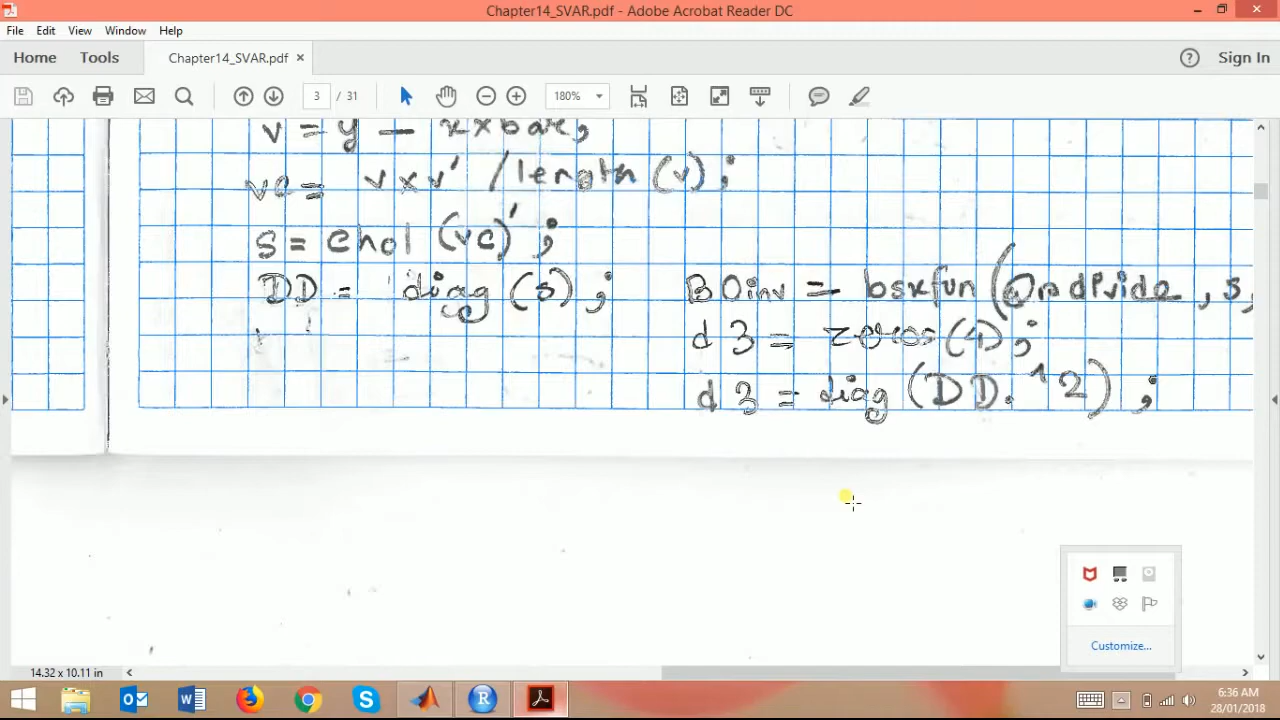 Chapter14_SVAR.pdf - Adobe Acrobat Reader DC
File Edit View Window Help
Home Tools Chapter14_SVAR.pdf × Sign In
3 / 31 180%
v = y - x x bar;
vc = v x v' / length (v);
s = chol (vc)';
DD = diag (s); B0inv = bsxfun (@rdivide, s,
d3 = zeros (4);
d3 = diag (DD.^2);
Customize...
14.32 x 10.11 in
6:36 AM
28/01/2018